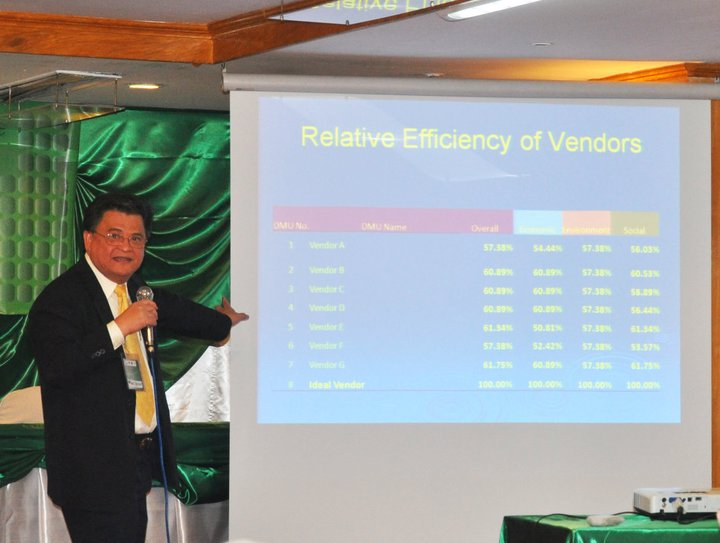 Relative Efficiency of Vendors
DMU No. DMU Name Overall Economic Environment Social
1 Vendor A 57.38% 54.44% 57.38% 56.03%
2 Vendor B 60.89% 60.89% 57.38% 60.53%
3 Vendor C 60.89% 60.89% 57.38% 58.89%
4 Vendor D 60.89% 60.89% 57.38% 56.44%
5 Vendor E 61.34% 50.81% 57.38% 61.34%
6 Vendor F 57.38% 52.42% 57.38% 53.57%
7 Vendor G 61.75% 60.89% 57.38% 61.75%
8 Ideal Vendor 100.00% 100.00% 100.00% 100.00%